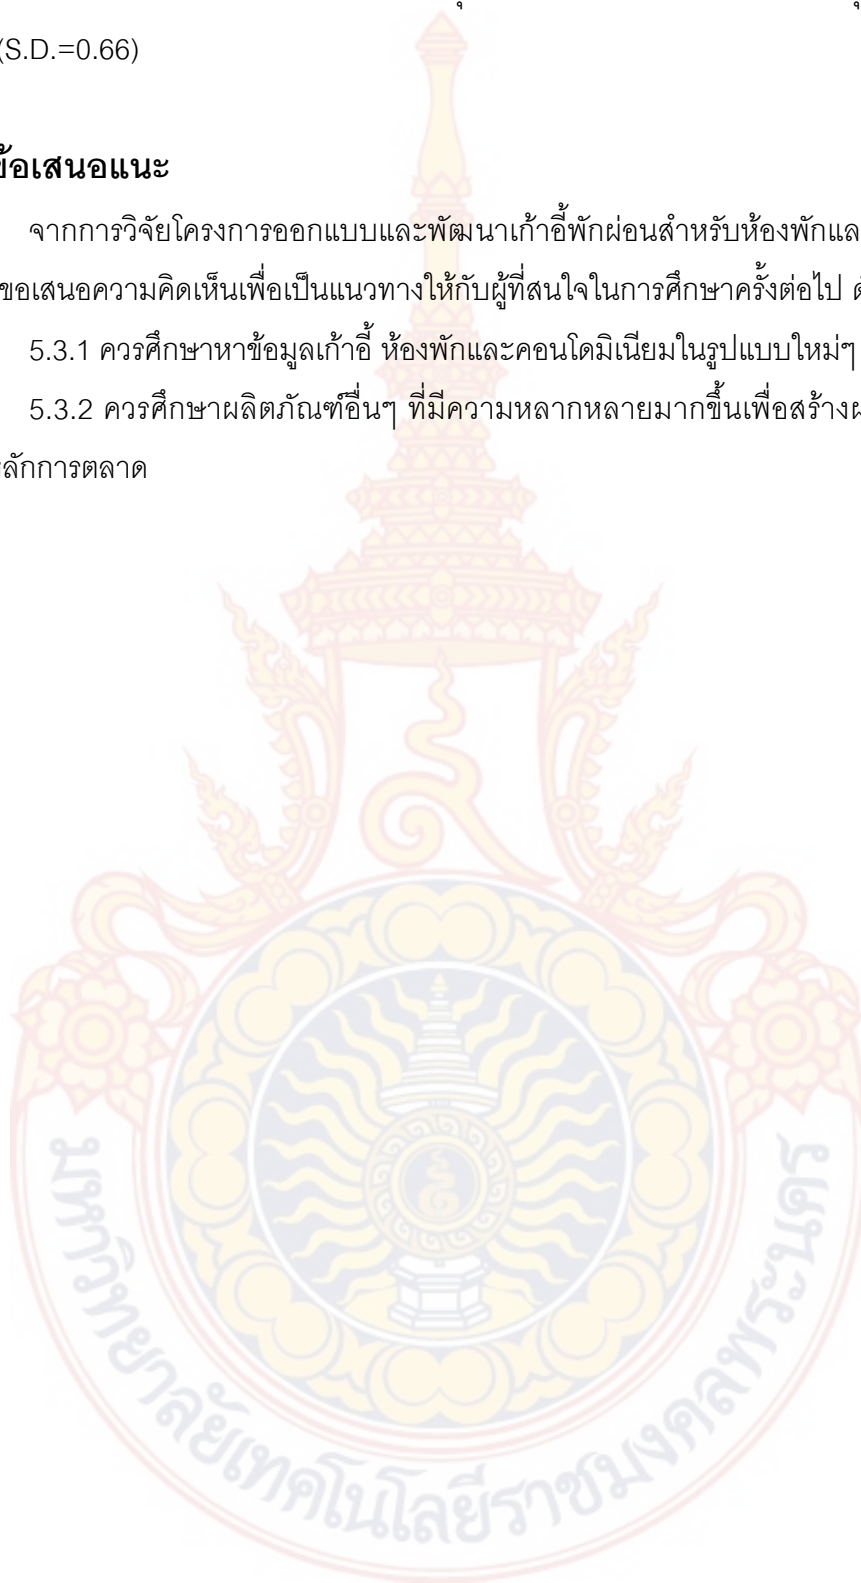 (S.D.=0.66)
ข้อเสนอแนะ
จากการวิจัยโครงการออกแบบและพัฒนาเก้าอี้พักผ่อนสำหรับห้องพักและ
ขอเสนอความคิดเห็นเพื่อเป็นแนวทางให้กับผู้ที่สนใจในการศึกษาครั้งต่อไป
5.3.1 ควรศึกษาหาข้อมูลเก้าอี้ ห้องพักและคอนโดมิเนียมในรูปแบบใหม่ๆ
5.3.2 ควรศึกษาผลิตภัณฑ์อื่นๆ ที่มีความหลากหลายมากขึ้นเพื่อสร้าง
หลักการตลาด
มหาวิทยาลัยเทคโนโลยีราชมงคลพระนคร